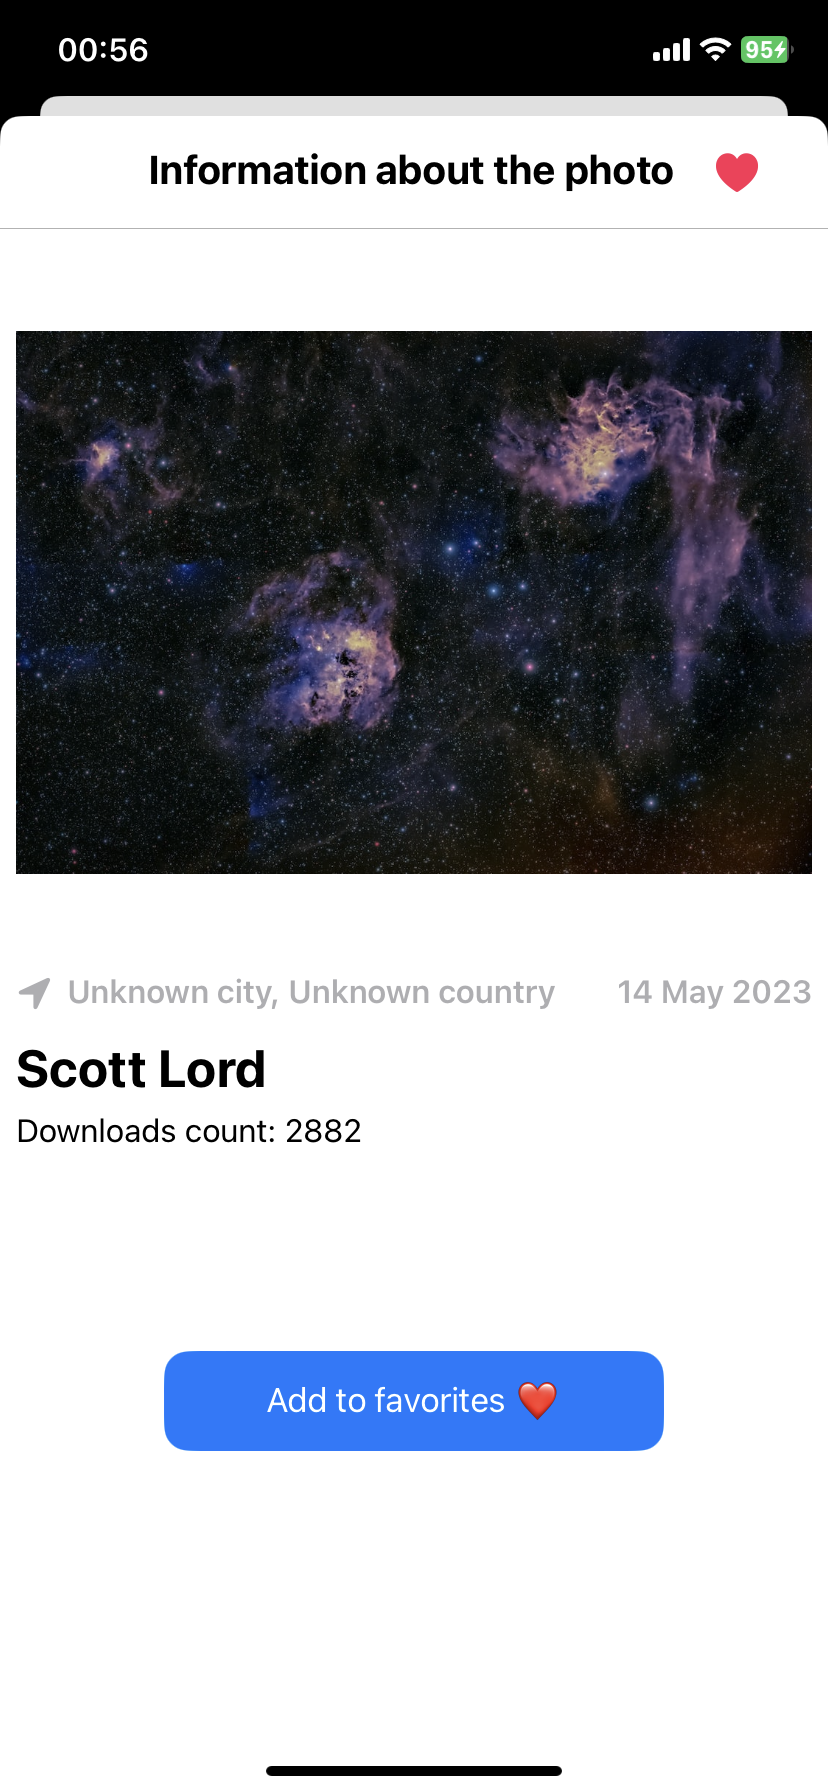 00:56
95
Information about the photo
Unknown city, Unknown country
14 May 2023
Scott Lord
Downloads count: 2882
Add to favorites ❤️